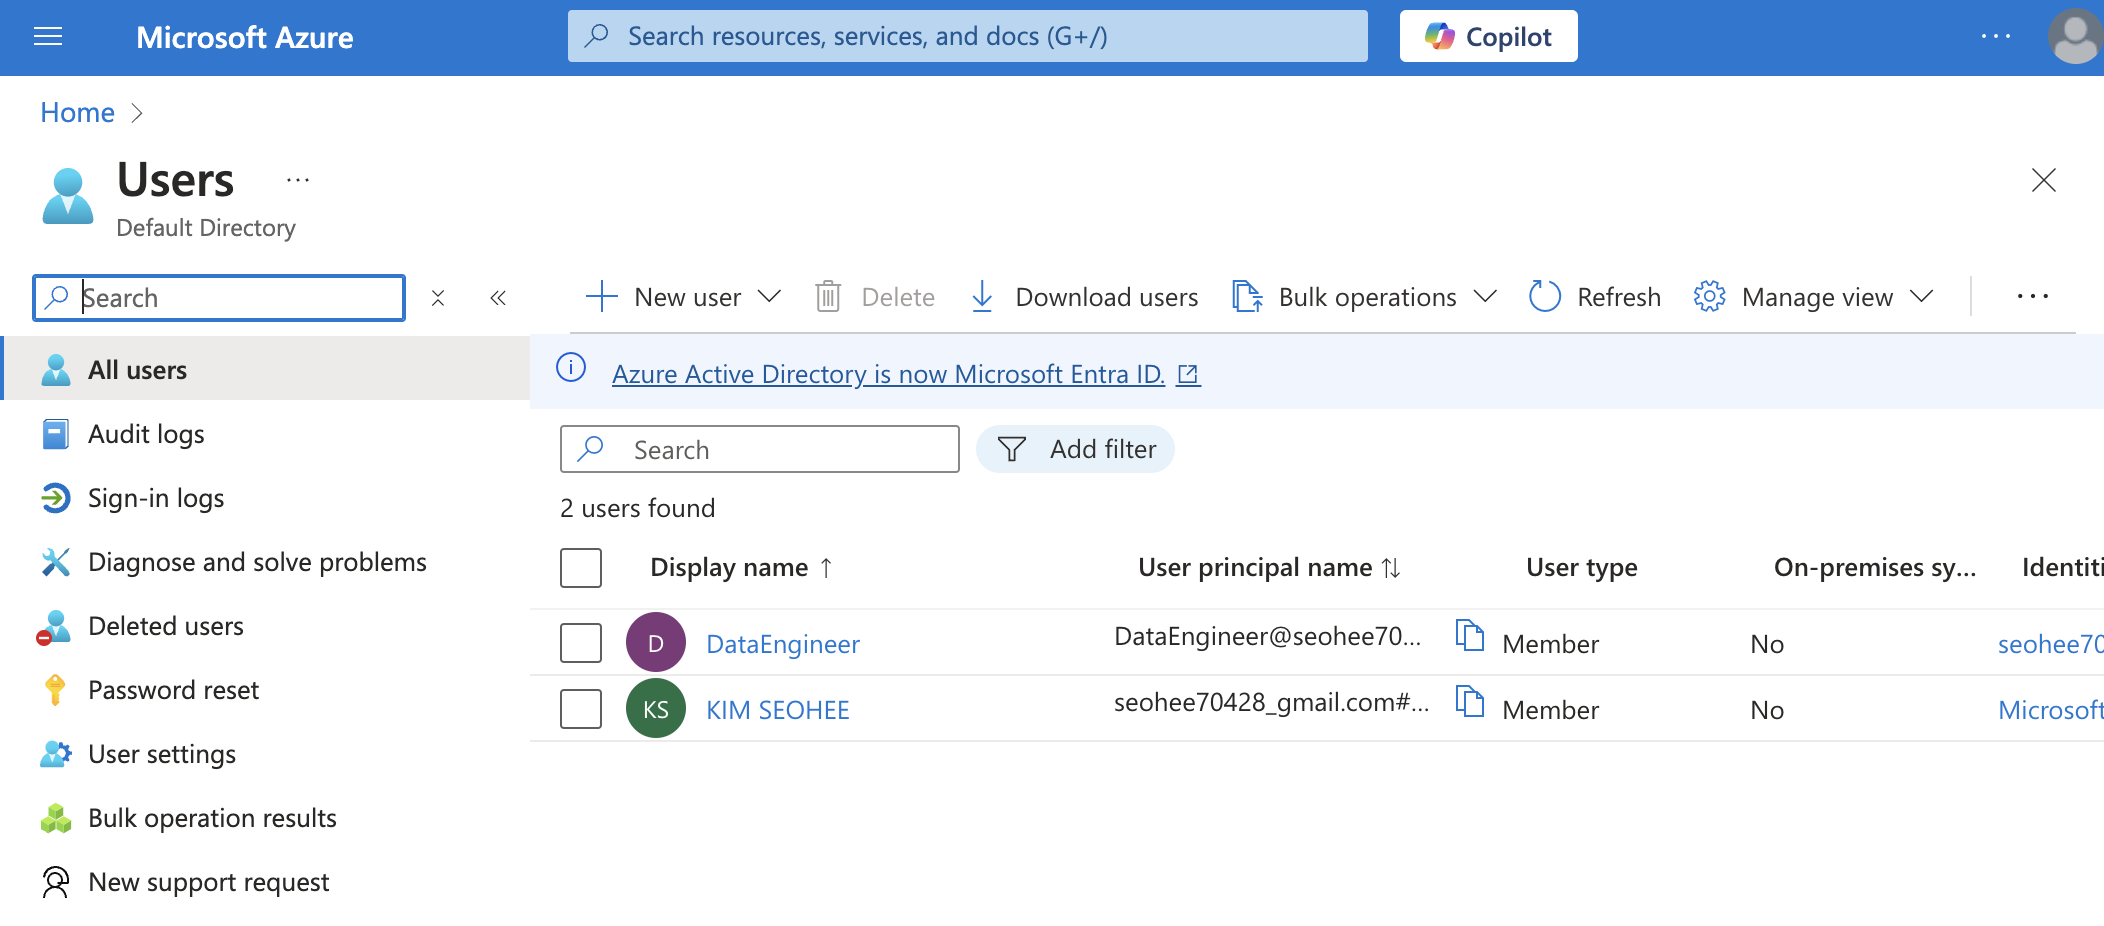 Microsoft Azure
Search resources, services, and docs (G+/)
Copilot
...
Home >
Users ...
Default Directory
Search
New user
Delete
Download users
Bulk operations
Refresh
Manage view
...
All users
Audit logs
Sign-in logs
Diagnose and solve problems
Deleted users
Password reset
User settings
Bulk operation results
New support request
Azure Active Directory is now Microsoft Entra ID.
Search
Add filter
2 users found
Display name ↑ User principal name ↑↓ User type On-premises sy... Identiti
D DataEngineer DataEngineer@seohee70... Member No seohee70
KS KIM SEOHEE seohee70428_gmail.com#... Member No Microsoft